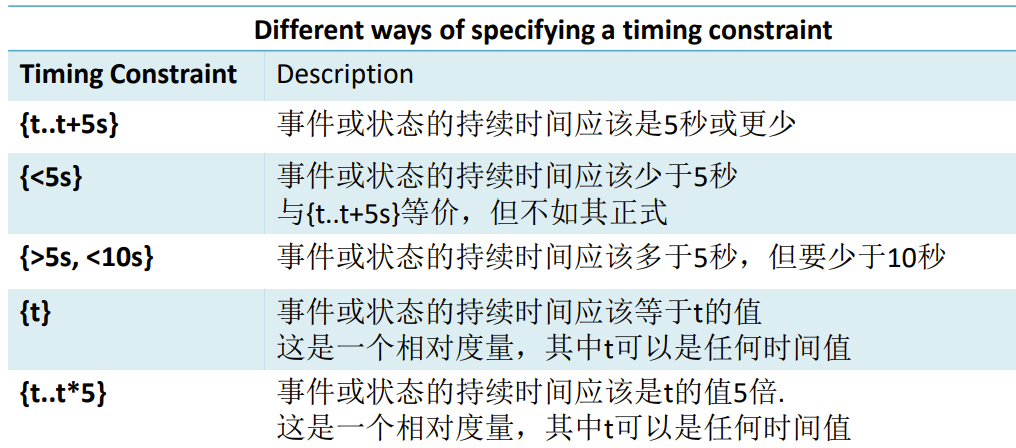 Different ways of specifying a timing constraint
Timing Constraint Description
{t..t+5s} 事件或状态的持续时间应该是5秒或更少
{<5s} 事件或状态的持续时间应该少于5秒
与{t..t+5s}等价，但不如其正式
{>5s, <10s} 事件或状态的持续时间应该多于5秒，但要少于10秒
{t} 事件或状态的持续时间应该等于t的值
这是一个相对度量，其中t可以是任何时间值
{t..t*5} 事件或状态的持续时间应该是t的值5倍.
这是一个相对度量，其中t可以是任何时间值